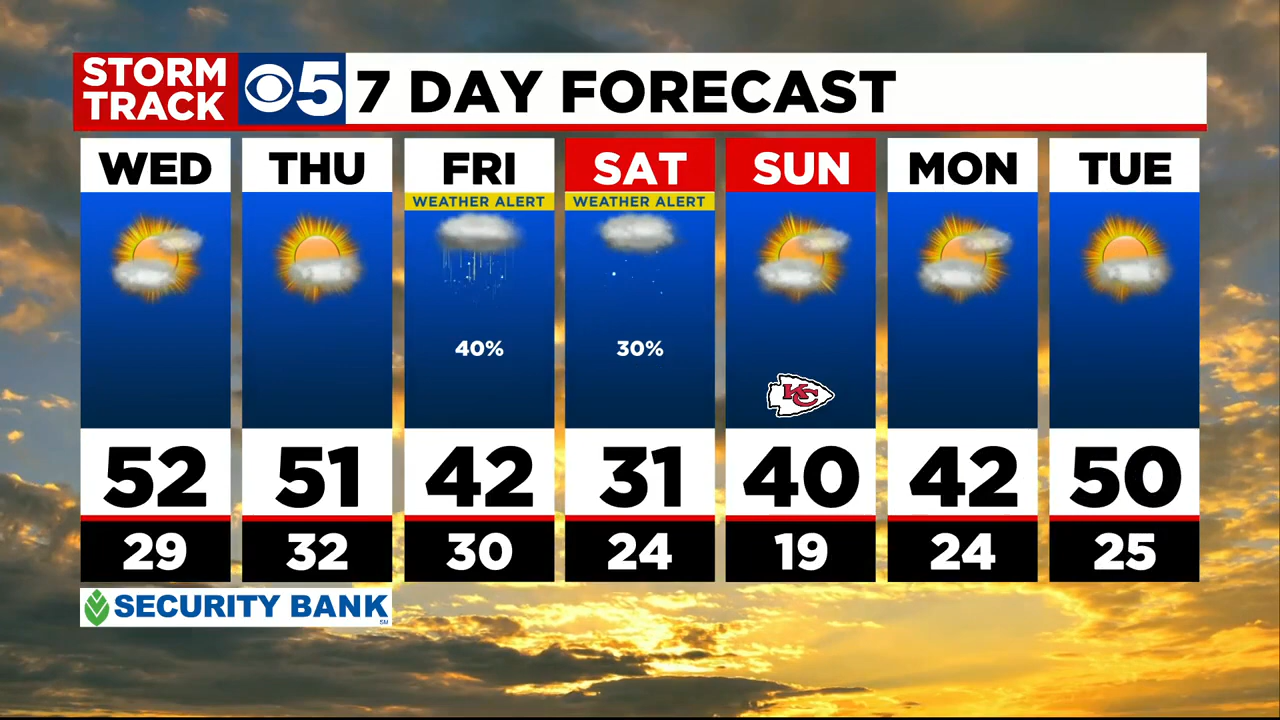 STORM
TRACK
5
7 DAY FORECAST
WED THU FRI SAT SUN MON TUE
WEATHER ALERT WEATHER ALERT
40% 30%
KC
52 51 42 31 40 42 50
29 32 30 24 19 24 25
SECURITY BANK SM